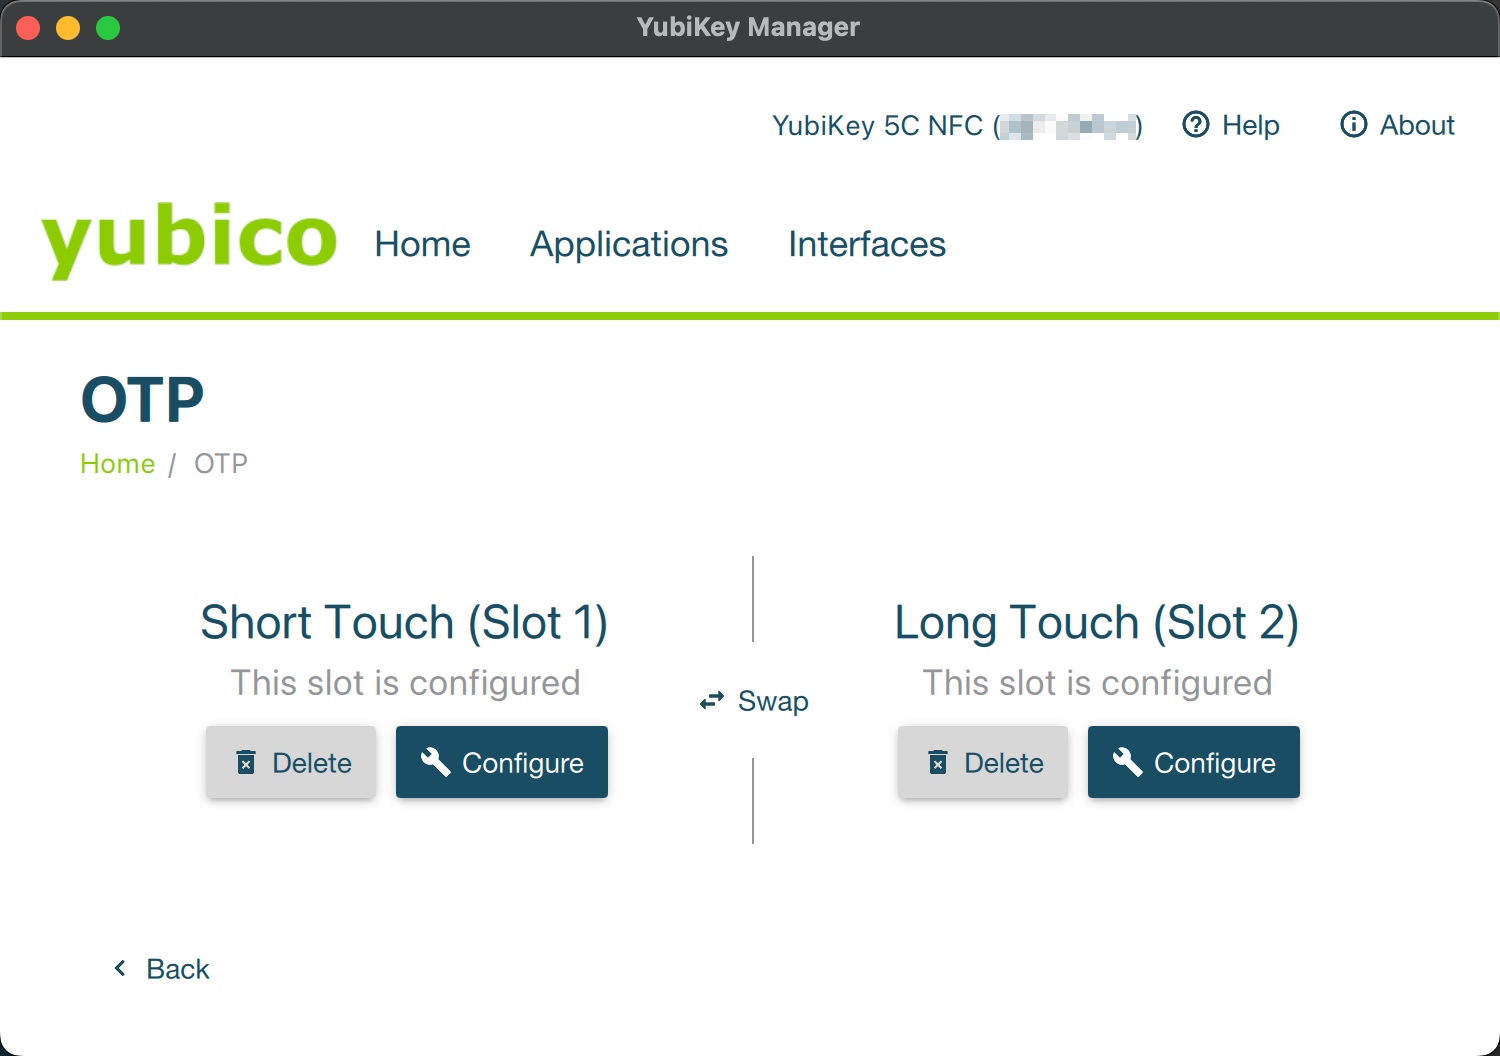 YubiKey Manager
YubiKey 5C NFC ( )
Help
About
yubico
Home
Applications
Interfaces
OTP
Home / OTP
Short Touch (Slot 1)
This slot is configured
Delete
Configure
Swap
Long Touch (Slot 2)
This slot is configured
Delete
Configure
Back